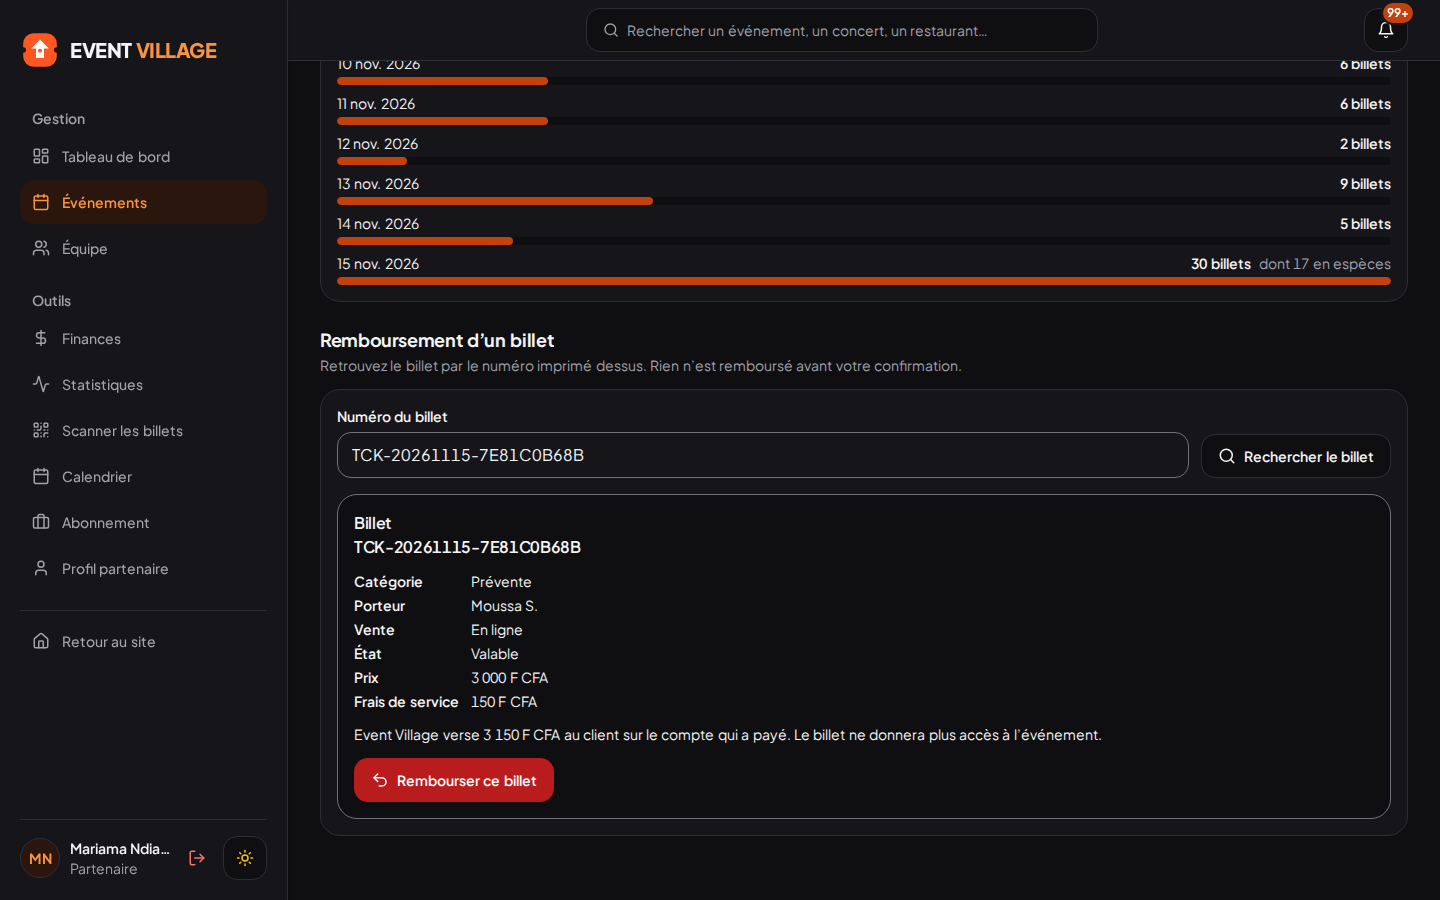 EVENT VILLAGE
Rechercher un événement, un concert, un restaurant...
99+
Gestion
Tableau de bord
Événements
Équipe
Outils
Finances
Statistiques
Scanner les billets
Calendrier
Abonnement
Profil partenaire
Retour au site
MN
Mariama Ndia...
Partenaire
10 nov. 2026 6 billets
11 nov. 2026 6 billets
12 nov. 2026 2 billets
13 nov. 2026 9 billets
14 nov. 2026 5 billets
15 nov. 2026 30 billets dont 17 en espèces
Remboursement d’un billet
Retrouvez le billet par le numéro imprimé dessus. Rien n’est remboursé avant votre confirmation.
Numéro du billet
TCK-20261115-7E81C0B68B
Rechercher le billet
Billet
TCK-20261115-7E81C0B68B
Catégorie Prévente
Porteur Moussa S.
Vente En ligne
État Valable
Prix 3 000 F CFA
Frais de service 150 F CFA
Event Village verse 3 150 F CFA au client sur le compte qui a payé. Le billet ne donnera plus accès à l’événement.
Rembourser ce billet